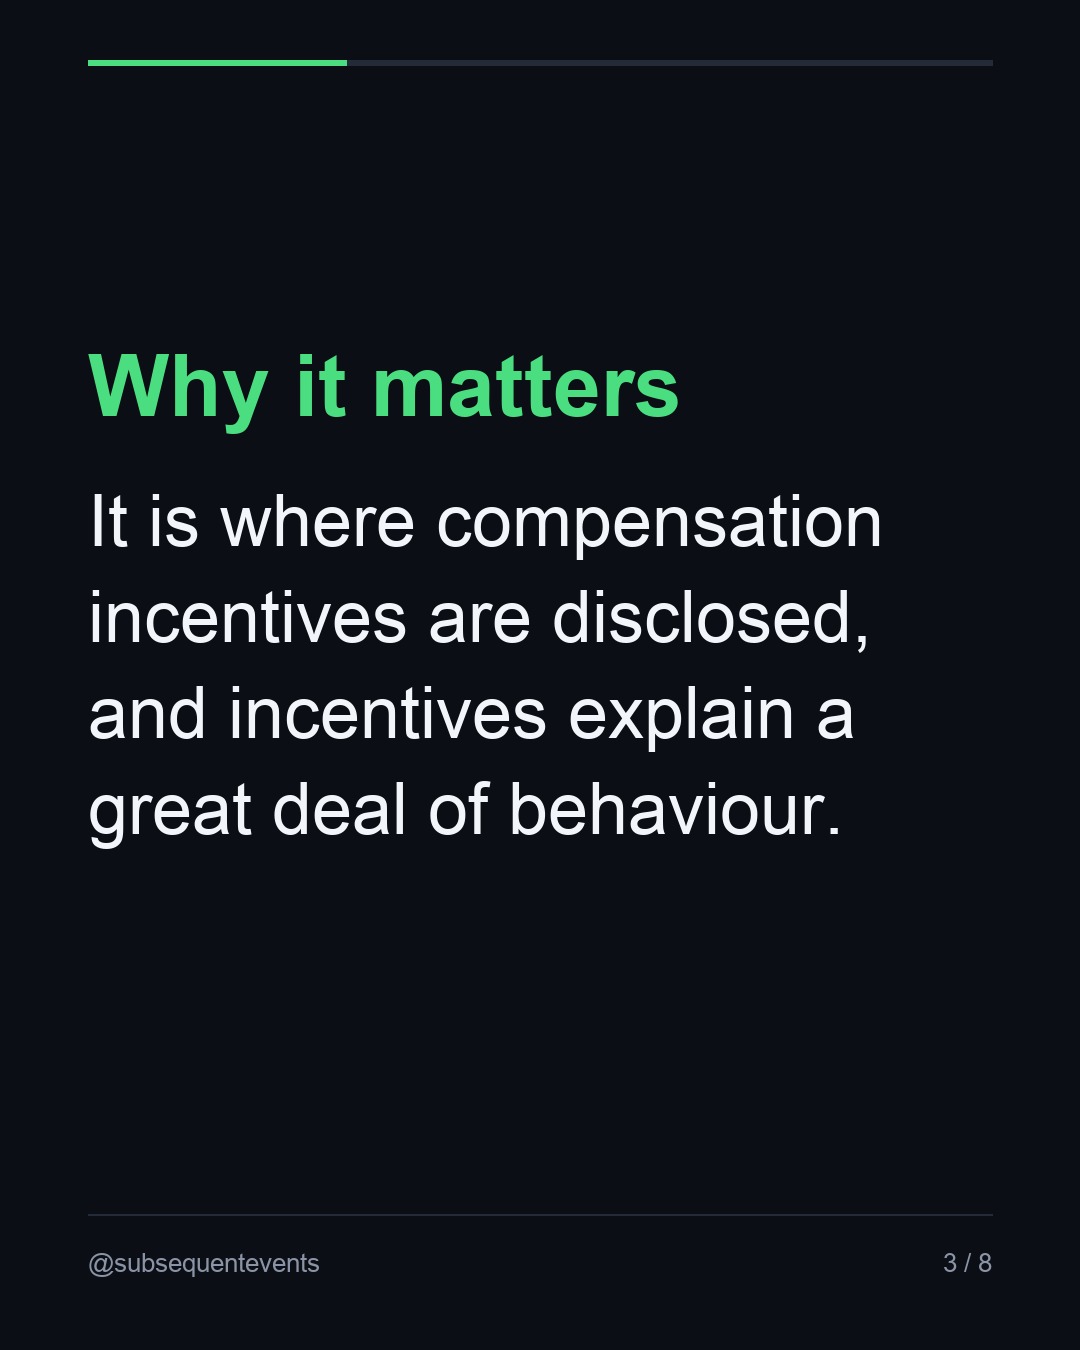 Why it matters
It is where compensation
incentives are disclosed,
and incentives explain a
great deal of behaviour.
@subsequentevents
3 / 8